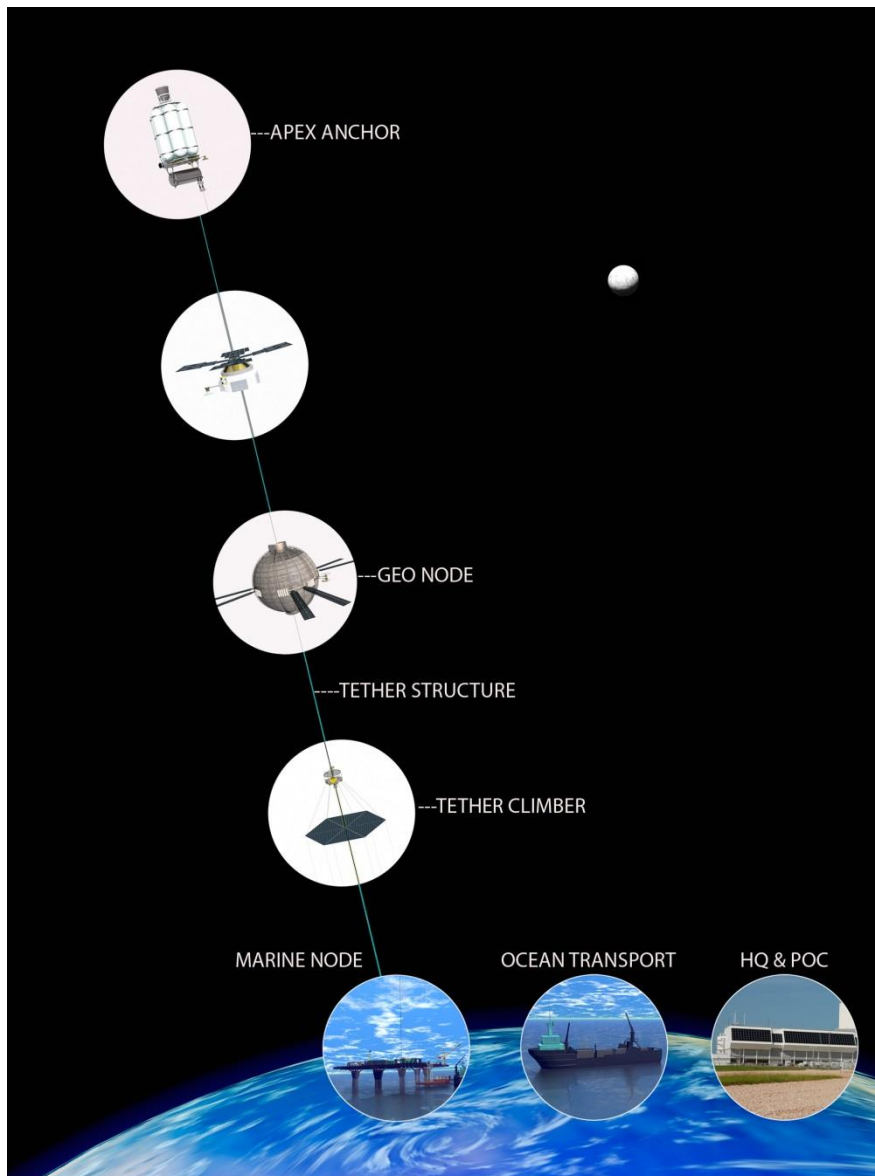 ---APEX ANCHOR
---GEO NODE
----TETHER STRUCTURE
---TETHER CLIMBER
MARINE NODE
OCEAN TRANSPORT
HQ & POC